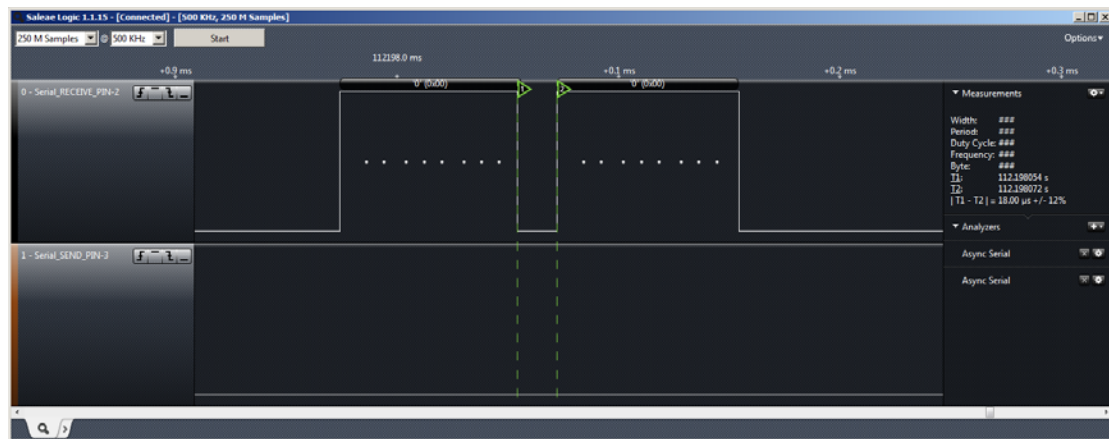 Saleae Logic 1.1.15 - [Connected] - [500 KHz, 250 M Samples]
250 M Samples @ 500 KHz Start Options
112198.0 ms
+0.9 ms +0.1 ms +0.2 ms +0.3 ms
0 - Serial_RECEIVE_PIN-2
'0' (0x00) '0' (0x00)
1 2
Measurements
Width: ###
Period: ###
Duty Cycle: ###
Frequency: ###
Byte: ###
T1: 112.198054 s
T2: 112.198072 s
| T1 - T2 | = 18.00 µs +/- 12%
Analyzers
Async Serial
Async Serial
1 - Serial_SEND_PIN-3